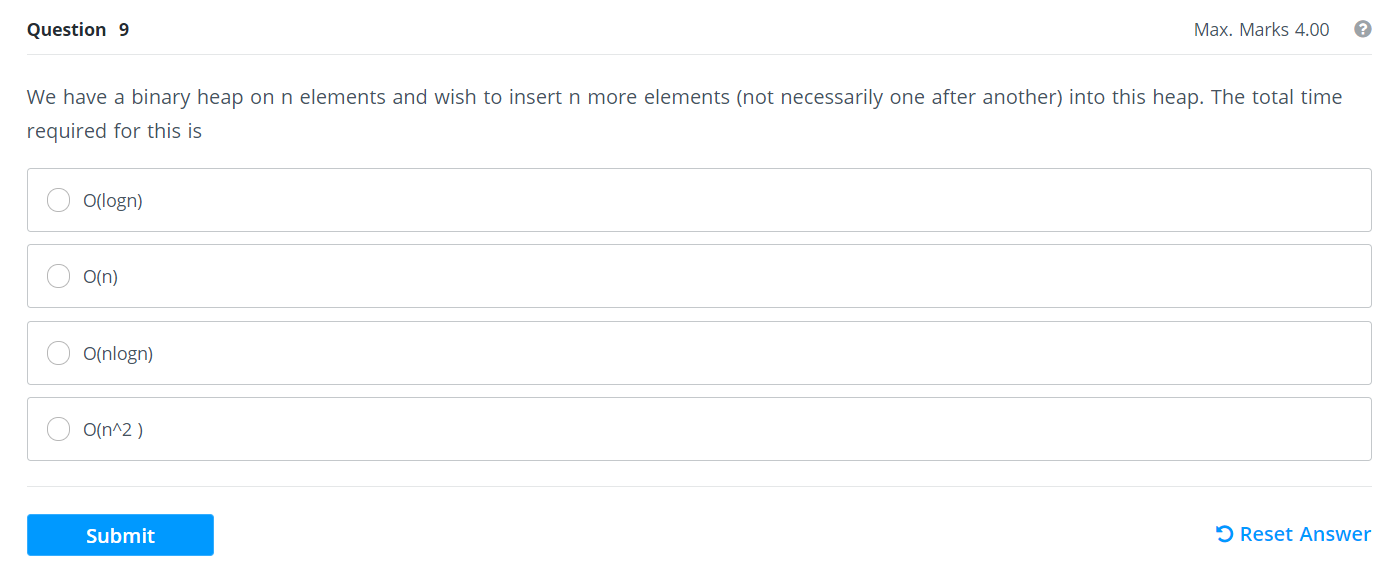 Question 9
Max. Marks 4.00
We have a binary heap on n elements and wish to insert n more elements (not necessarily one after another) into this heap. The total time
required for this is
O(logn)
O(n)
O(nlogn)
O(n^2 )
Submit
Reset Answer